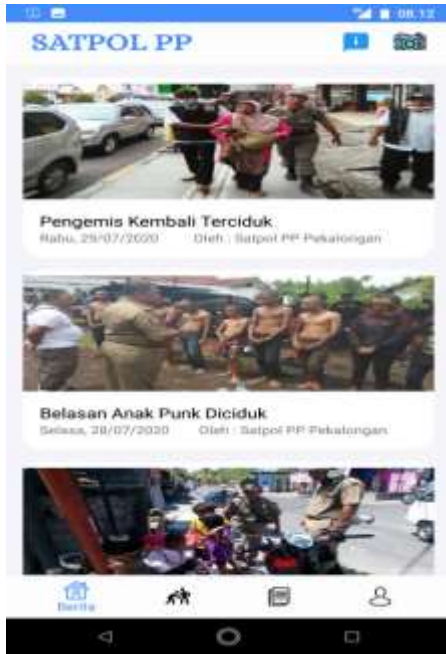 08.12
SATPOL PP
Pengemis Kembali Terciduk
Rabu, 29/07/2020 Oleh : Satpol PP Pekalongan
Belasan Anak Punk Diciduk
Selasa, 28/07/2020 Oleh : Satpol PP Pekalongan
Berita